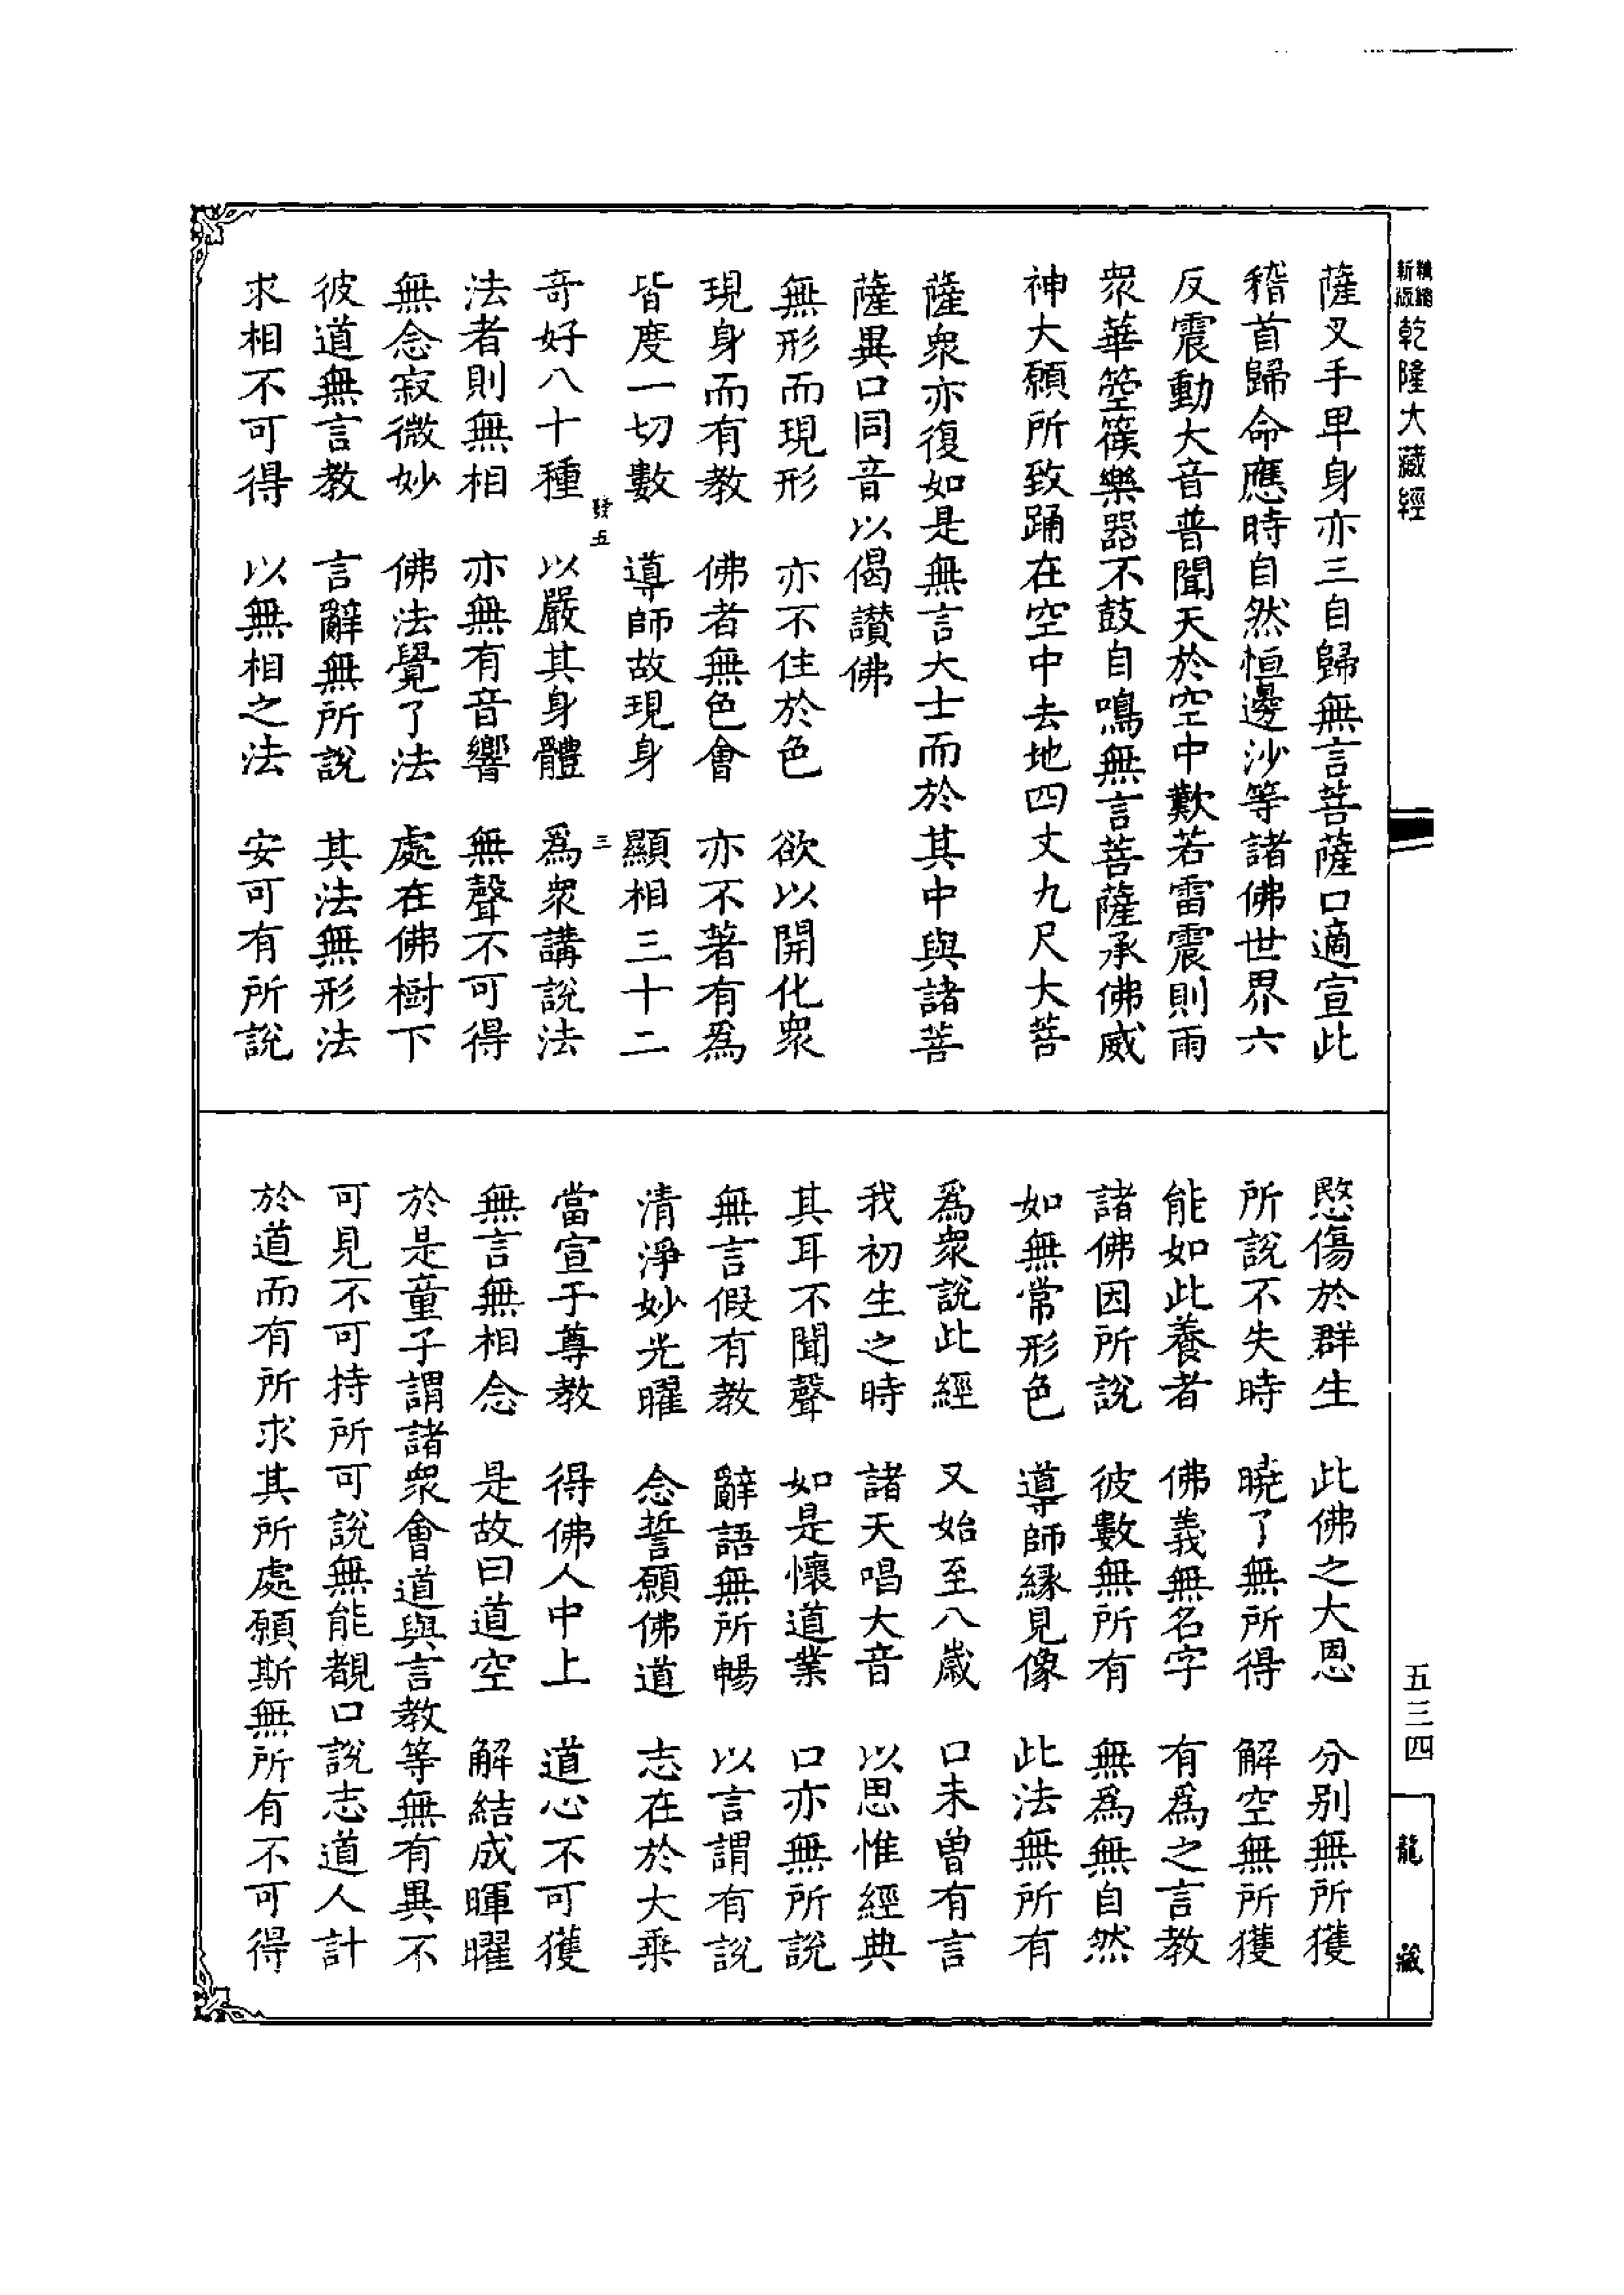 乾隆大藏經
薩叉手畢身亦三自歸無言菩薩口適宣此
稽首歸命應時自然恒邊沙等諸佛世界六
反震動大音普聞天於空中歎若雷震則雨
衆華箜篌樂器不鼓自鳴無言菩薩承佛威
神大願所致踊在空中去地四丈九尺大菩
薩衆亦復如是無言大士而於其中與諸菩
薩異口同音以偈讃佛
無形而現形 亦不住於色 欲以開化衆
現身而有教 佛者無色會 亦不著有爲
皆度一切數 導師故現身 顯相三十二
發五 三
奇好八十種 以嚴其身體 爲衆講說法
法者則無相 亦無有音響 無聲不可得
無念寂微妙 佛法覺了法 處在佛樹下
彼道無言教 言辭無所說 其法無形法
求相不可得 以無相之法 安可有所說
愍傷於群生 此佛之大恩 分别無所獲
所說不失時 曉了無所得 解空無所獲
能如此養者 佛義無名字 有爲之言教
諸佛因所說 彼數無所有 無爲無自然
如無常形色 導師緣見像 此法無所有
爲衆說此經 又始至八歲 口未曾有言
我初生之時 諸天唱大音 以思惟經典
其耳不聞聲 如是懷道業 口亦無所說
無言假有教 辭語無所暢 以言謂有說
清淨妙光曜 念誓願佛道 志在於大乘
當宣于尊教 得佛人中上 道心不可獲
無言無相念 是故曰道空 解結成暉曜
於是童子謂諸衆會道與言教等無有異不
可見不可持所可說無能覩口說志道人計
於道而有所求其所處願斯無所有不可得
五三四
龍藏